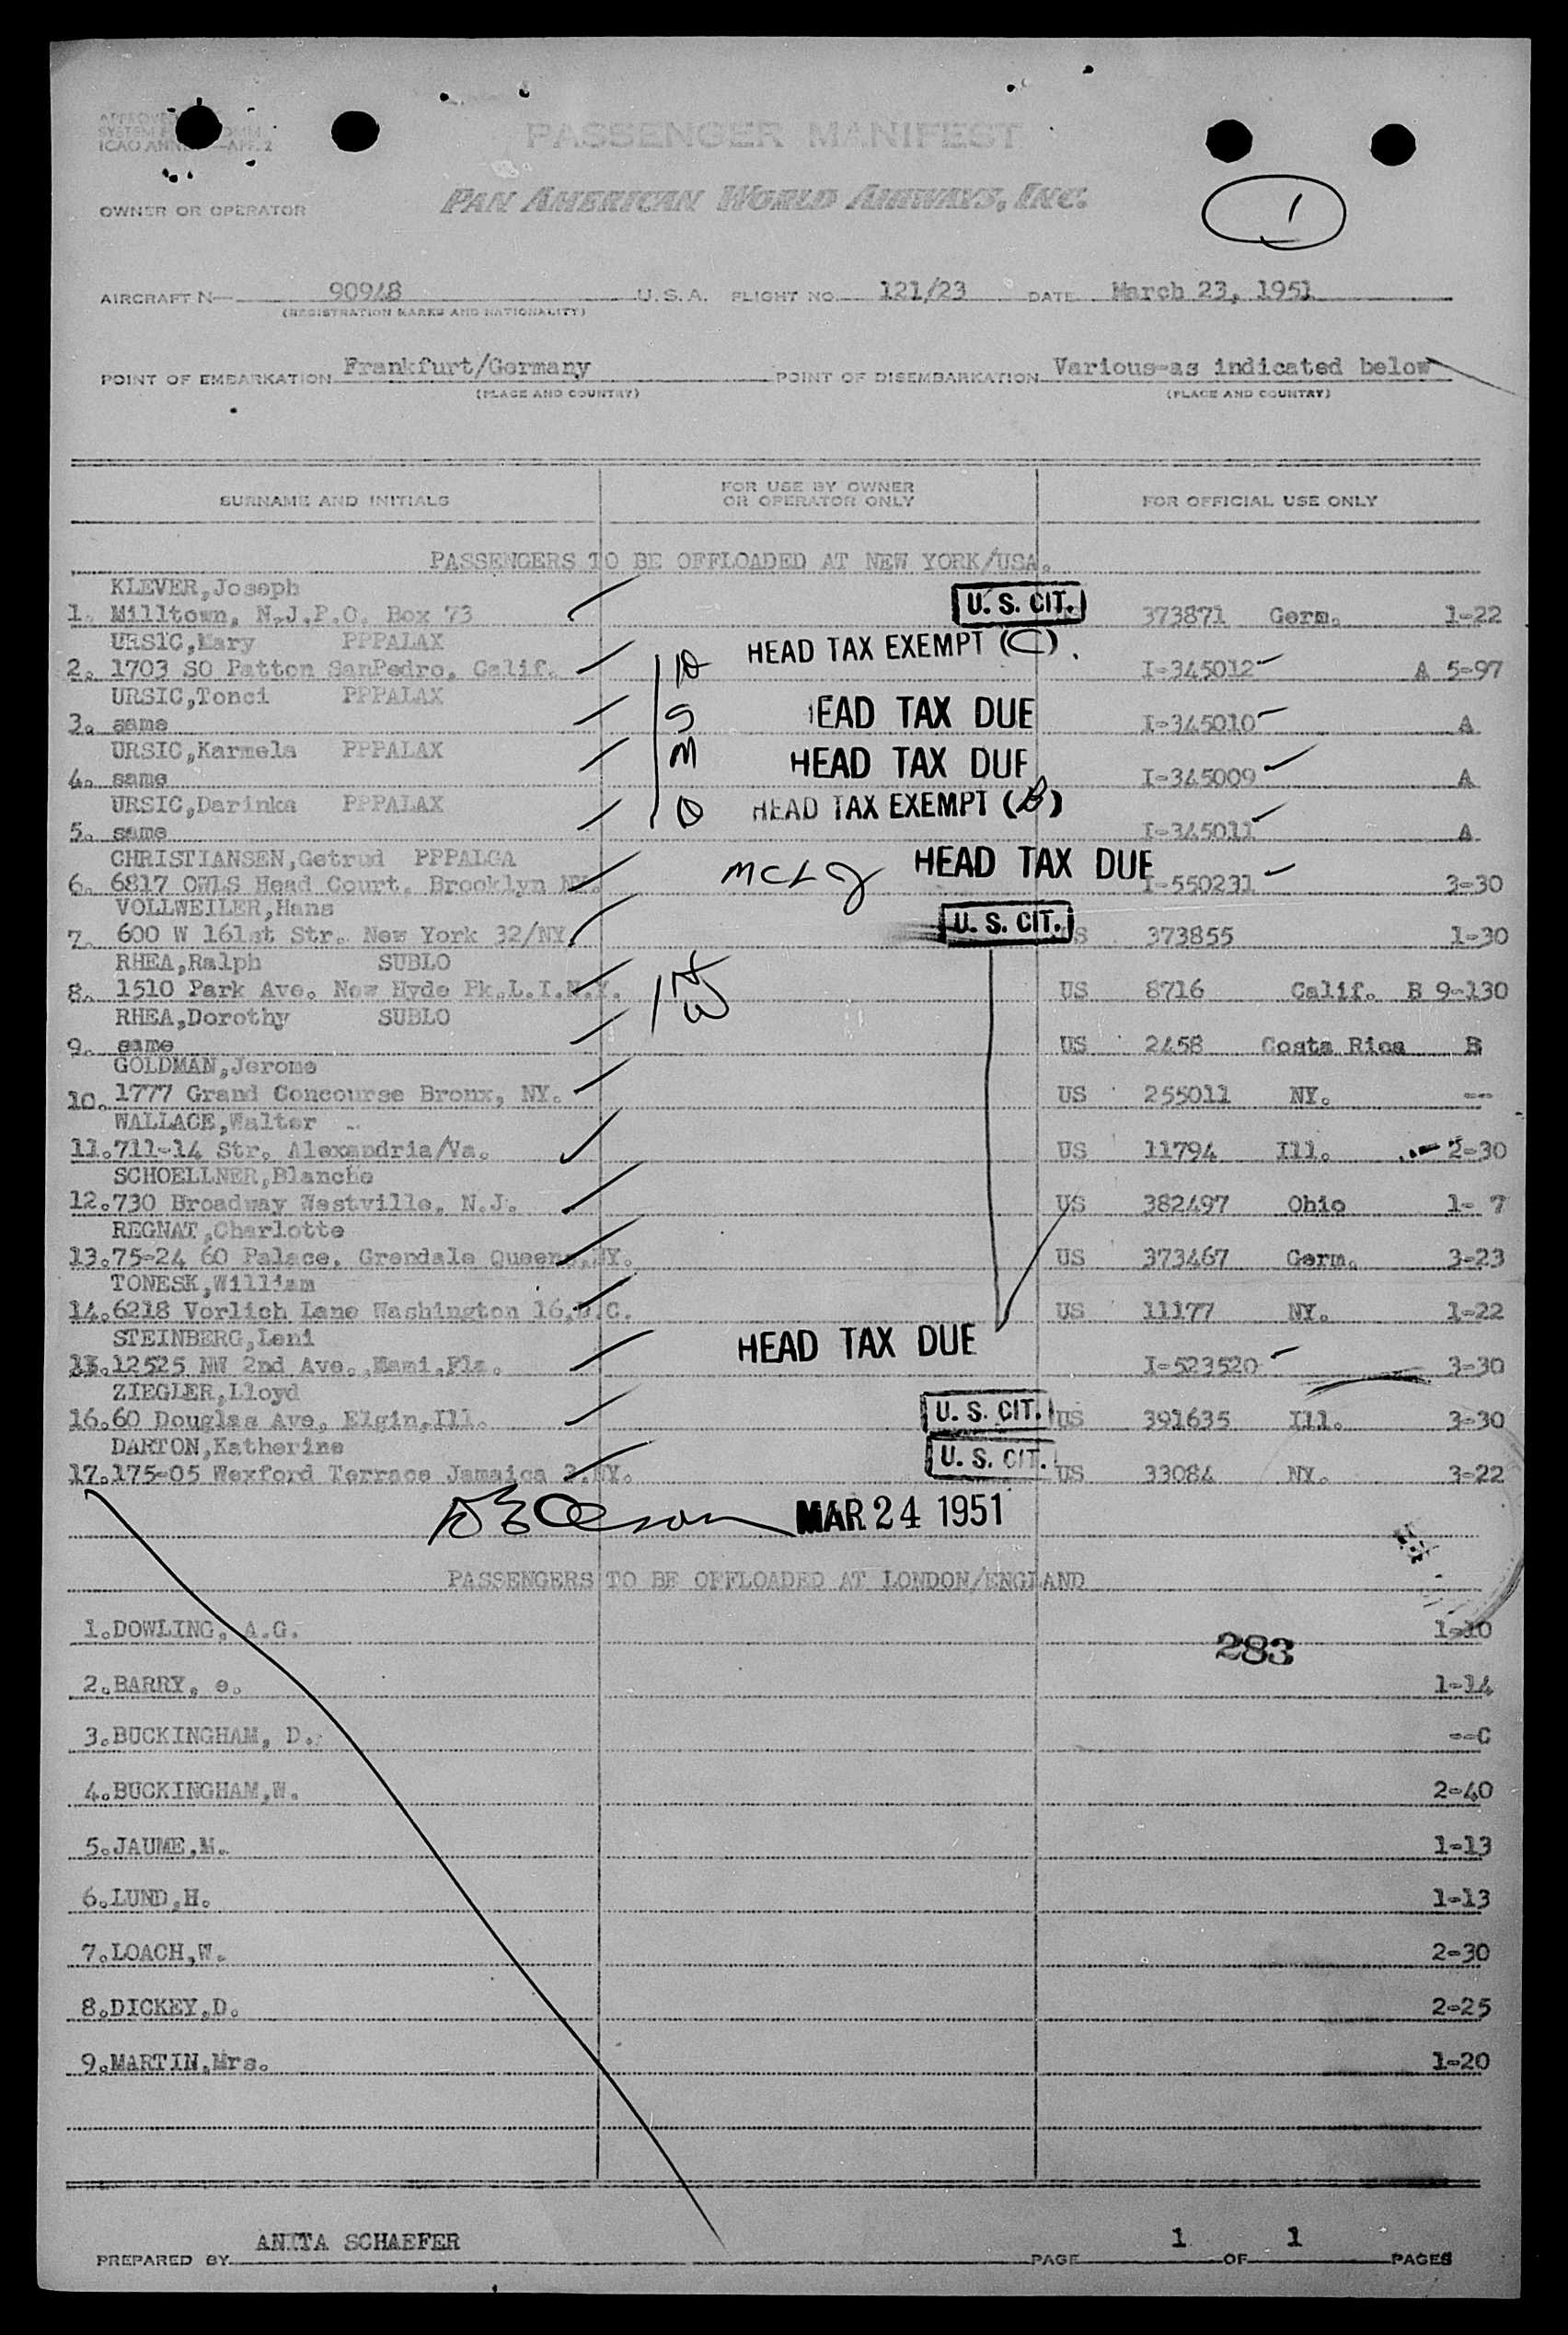 PASSENGER MANIFEST
PAN AMERICAN WORLD AIRWAYS, INC.
OWNER OR OPERATOR
1
AIRCRAFT N— 90948 U.S.A. FLIGHT NO. 121/23 DATE March 23, 1951
(REGISTRATION MARKS AND NATIONALITY)
POINT OF EMBARKATION Frankfurt/Germany POINT OF DISEMBARKATION Various-as indicated below
(PLACE AND COUNTRY) (PLACE AND COUNTRY)
SURNAME AND INITIALS FOR USE BY OWNER OR OPERATOR ONLY FOR OFFICIAL USE ONLY
PASSENGERS TO BE OFFLOADED AT NEW YORK/USA.
KLEVER,Joseph
1. Milltown, N.J.P.O. Box 73 U. S. CIT. 373871 Germ. 1-22
URSIC,Mary PPPALAX HEAD TAX EXEMPT (C).
2. 1703 SO Patton SanPedro, Calif. I-345012 A 5-97
URSIC,Tonci PPPALAX S EAD TAX DUE
3. same I-345010 A
URSIC,Karmela PPPALAX M HEAD TAX DUE
4. same I-345009 A
URSIC,Darinka PPPALAX D HEAD TAX EXEMPT (B)
5. same I-345011 A
CHRISTIANSEN,Getrud PPPALCA HEAD TAX DUE
6. 6817 OWLS Head Court, Brooklyn NY. I-550231 3-30
VOLLWEILER,Hans U. S. CIT.
7. 600 W 161st Str. New York 32/NY. US 373855 1-30
RHEA,Ralph SUBLO
8. 1510 Park Ave. New Hyde Pk.L.I.N.Y. US 8716 Calif. B 9-130
RHEA,Dorothy SUBLO
9. same US 2458 Costa Rica B
GOLDMAN,Jerome
10. 1777 Grand Concourse Bronx, NY. US 255011 NY. --
WALLACE,Walter
11.711-14 Str. Alexandria/Va. US 11794 Ill. 2-30
SCHOELLNER,Blanche
12.730 Broadway Westville, N.J. US 382497 Ohio 1- 7
REGNAT,Charlotte
13.75-24 60 Palace. Grendale Queens,NY. US 373467 Germ. 3-23
TONESK,William
14.6218 Vorlich Lane Washington 16,D.C. US 11177 NY. 1-22
STEINBERG,Leni HEAD TAX DUE
12525 NW 2nd Ave.,Mami,Fla. I-523520 3-30
ZIEGLER,Lloyd
16.60 Douglas Ave, Elgin,Ill. U. S. CIT. US 391635 Ill. 3-30
DARTON,Katherine
17.175-05 Wexford Terrace Jamaica NY. U. S. CIT. US 33084 NY. 3-22
MAR 24 1951
PASSENGERS TO BE OFFLOADED AT LONDON/ENGLAND
1.DOWLING, A.G. 1-10
283
2.BARRY, e. 1-14
3.BUCKINGHAM, D. --C
4.BUCKINGHAM,W. 2-40
5.JAUME,M. 1-13
6.LUND,H. 1-13
7.LOACH,W. 2-30
8.DICKEY,D. 2-25
9.MARTIN,Mrs. 1-20
PREPARED BY ANITA SCHAEFER PAGE 1 OF 1 PAGES